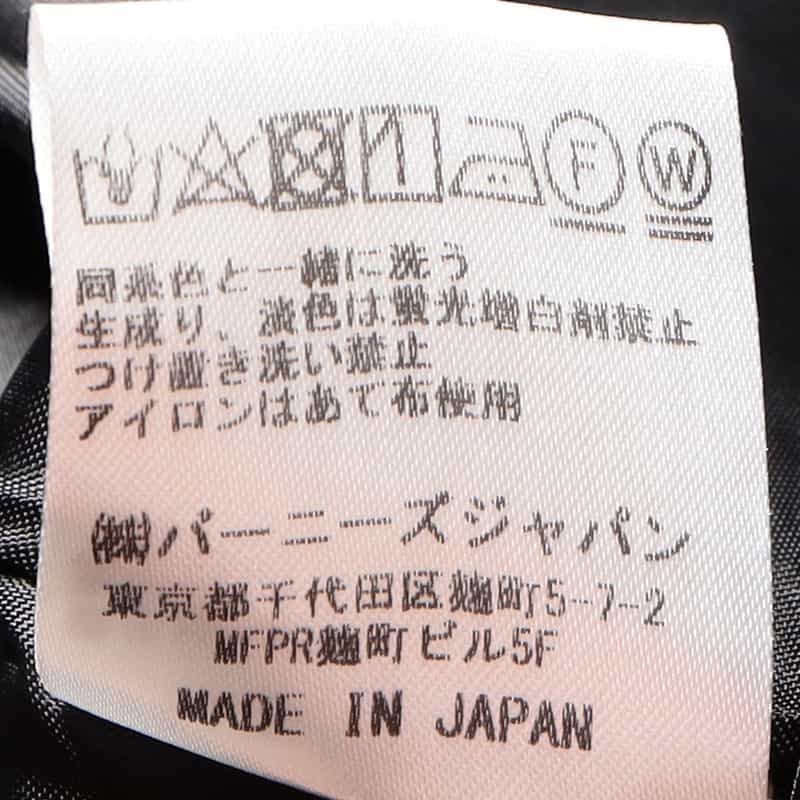 F W
同系色と一緒に洗う
生成り、淡色は蛍光増白剤禁止
つけ置き洗い禁止
アイロンはあて布使用
㈱バーニーズジャパン
東京都千代田区麹町5-7-2
MFPR麹町ビル5F
MADE IN JAPAN